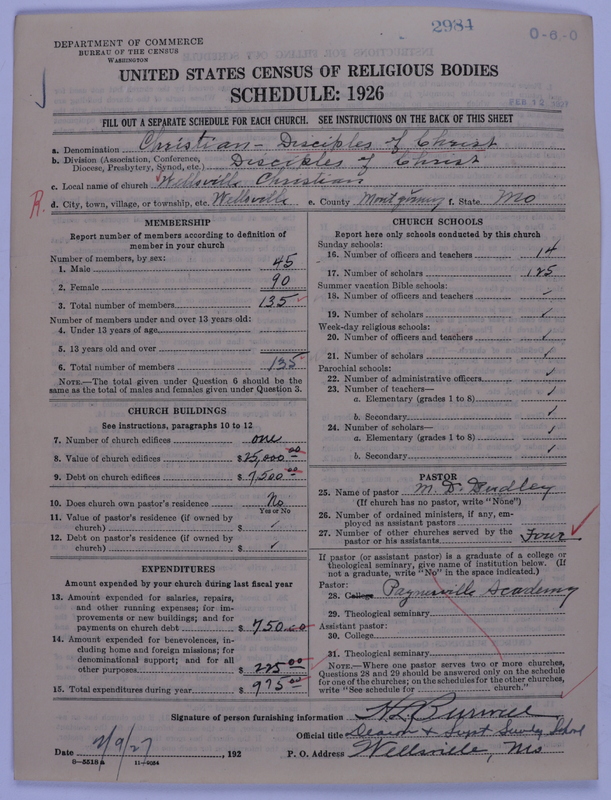 2984
0-6-0
DEPARTMENT OF COMMERCE
BUREAU OF THE CENSUS
WASHINGTON
UNITED STATES CENSUS OF RELIGIOUS BODIES
SCHEDULE: 1926
FEB 12 1927
FILL OUT A SEPARATE SCHEDULE FOR EACH CHURCH. SEE INSTRUCTIONS ON THE BACK OF THIS SHEET
a. Denomination Christian - Disciples of Christ
b. Division (Association, Conference, Diocese, Presbytery, Synod, etc.) Disciples of Christ
c. Local name of church Wellsville Christian
R.
d. City, town, village, or township, etc. Wellsville e. County Montgomery f. State Mo
MEMBERSHIP
Report number of members according to definition of
member in your church
Number of members, by sex:
1. Male 45
2. Female 90
3. Total number of members 135
Number of members under and over 13 years old:
4. Under 13 years of age
5. 13 years old and over
6. Total number of members 135
NOTE.—The total given under Question 6 should be
same as the total of males and females given under Question 3.
CHURCH BUILDINGS
See instructions, paragraphs 10 to 12
7. Number of church edifices one
8. Value of church edifices $25,000 00
9. Debt on church edifices $7,500 00
10. Does church own pastor's residence No
Yes or No
11. Value of pastor's residence (if owned by
church) $ ✓
12. Debt on pastor's residence (if owned by
church) $ ✓
EXPENDITURES
Amount expended by your church during last fiscal year
13. Amount expended for salaries, repairs,
and other running expenses; for im-
provements or new buildings; and for
payments on church debt $ 750.00
14. Amount expended for benevolences, in-
cluding home and foreign missions; for
denominational support; and for all
other purposes $ 225 00
15. Total expenditures during year $ 975 00
CHURCH SCHOOLS
Report here only schools conducted by this church
Sunday schools:
16. Number of officers and teachers 14
17. Number of scholars 125
Summer vacation Bible schools:
18. Number of officers and teachers
19. Number of scholars ✓
Week-day religious schools:
20. Number of officers and teachers ✓
21. Number of scholars ✓
Parochial schools:
22. Number of administrative officers ✓
23. Number of teachers—
a. Elementary (grades 1 to 8) ✓
b. Secondary ✓
24. Number of scholars—
a. Elementary (grades 1 to 8) ✓
b. Secondary ✓
PASTOR
25. Name of pastor M. D. Dudley
(If church has no pastor, write "None")
26. Number of ordained ministers, if any, em-
ployed as assistant pastors
27. Number of other churches served by the
pastor or his assistants Four
If pastor (or assistant pastor) is a graduate of a college or
theological seminary, give name of institution below. (If
not a graduate, write "No" in the space indicated.)
Pastor:
28. College Paynesville Academy
29. Theological seminary
Assistant pastor:
30. College
31. Theological seminary
NOTE.—Where one pastor serves two or more churches,
Questions 28 and 29 should be answered only on the schedule
for one of the churches; on the schedules for the other churches,
write "See schedule for church."
Signature of person furnishing information H L Burwell
Official title Deacon & Supt Sunday School
Date 2/9/27, 192 P. O. Address Wellsville, Mo
8-5518a 11-9054